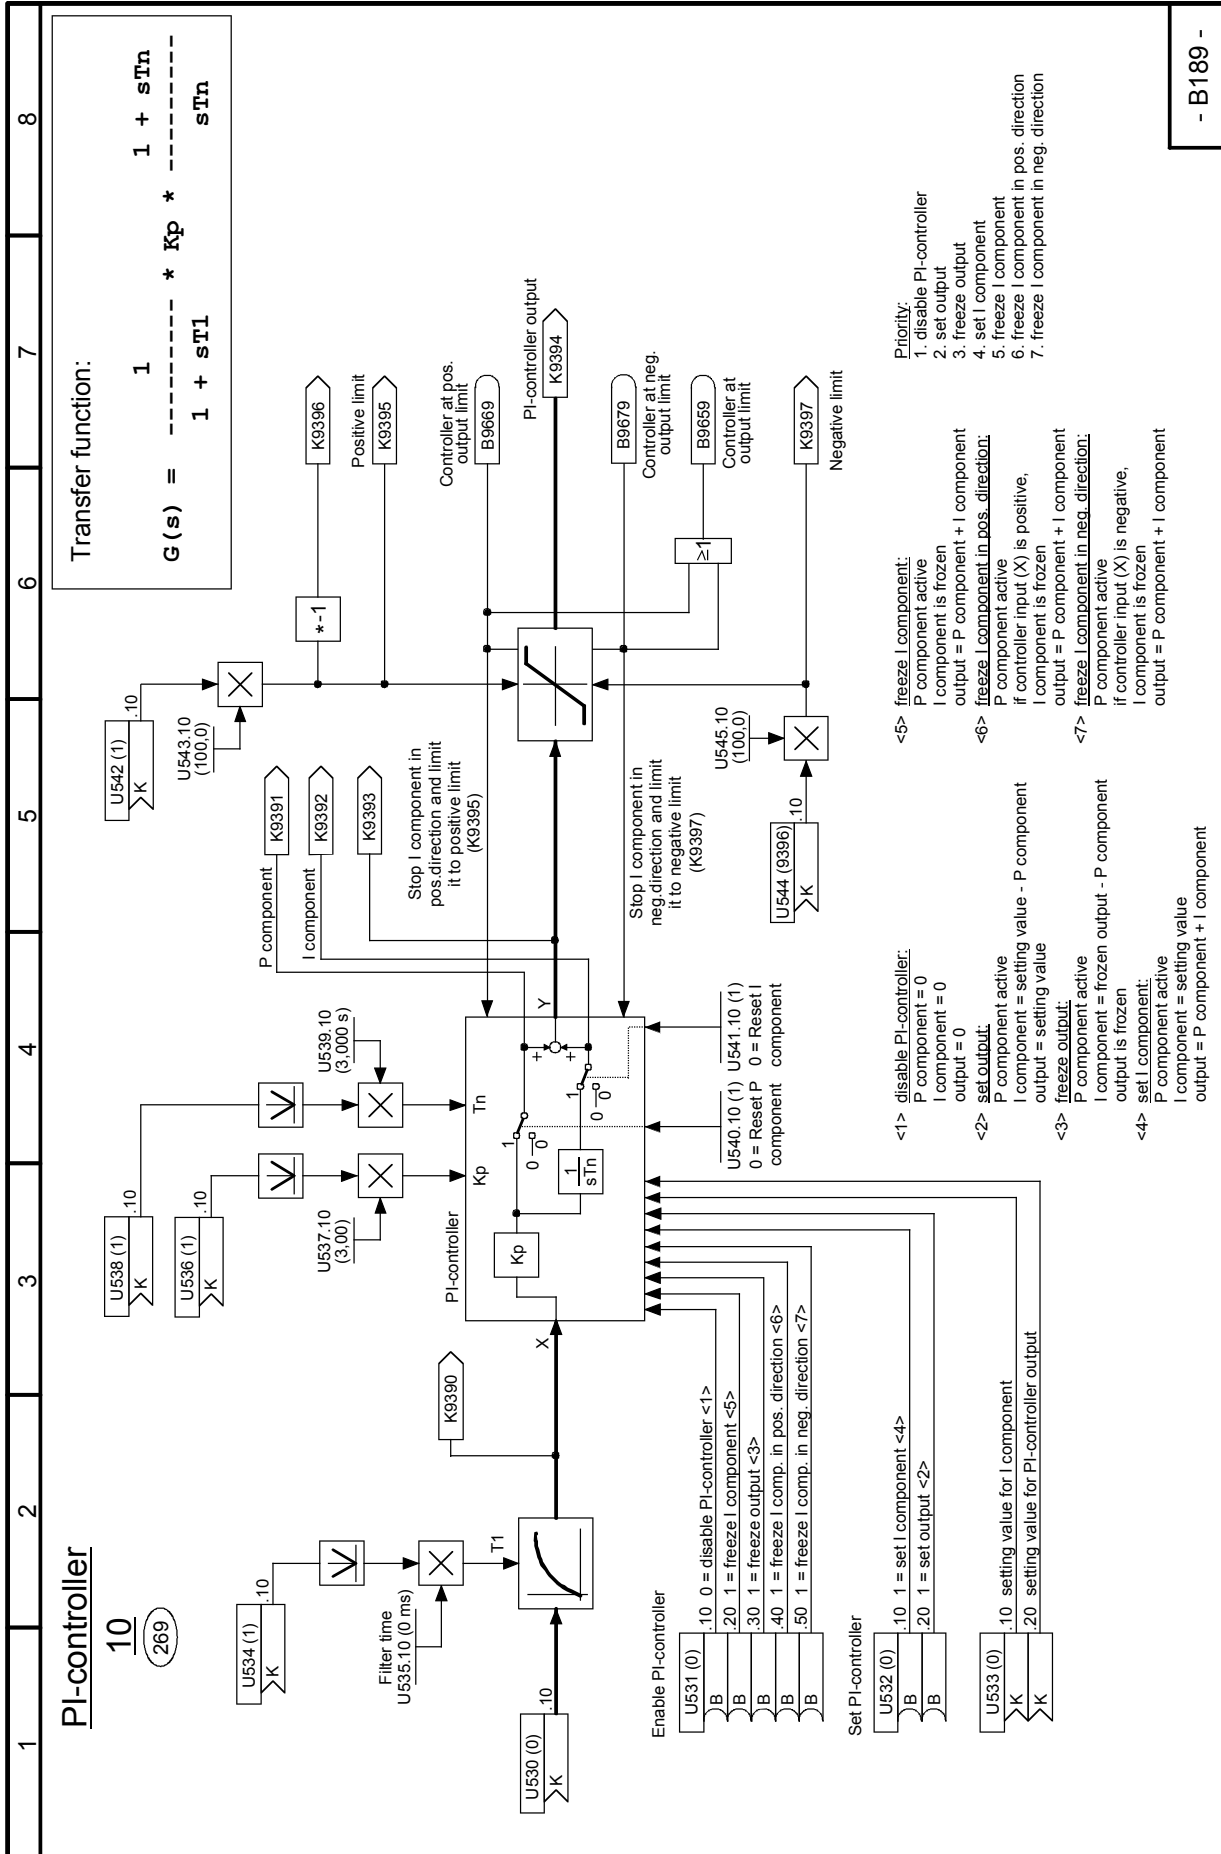 1 2 3 4 5 6 7 8
PI-controller
10
269
Transfer function:
1 1 + sTn
G(s) = --------- * Kp * ---------
1 + sT1 sTn
U534 (1)
K
.10
Filter time
U535.10 (0 ms)
T1
U530 (0)
K
.10
K9390
X
U538 (1)
K
.10
U536 (1)
K
.10
U537.10
(3,00)
U539.10
(3,000 s)
PI-controller
Kp
Tn
Kp
1
sTn
1
0
0
1
0
0
+
+
Y
U540.10 (1)
0 = Reset P
component
U541.10 (1)
0 = Reset I
component
P component
K9391
I component
K9392
K9393
U542 (1)
K
.10
U543.10
(100,0)
*-1
K9396
Positive limit
K9395
Stop I component in
pos.direction and limit
it to positive limit
(K9395)
Controller at pos.
output limit
B9669
PI-controller output
K9394
Stop I component in
neg.direction and limit
it to negative limit
(K9397)
B9679
Controller at neg.
output limit
≥1
B9659
Controller at
output limit
U545.10
(100,0)
U544 (9396)
K
.10
K9397
Negative limit
Enable PI-controller
U531 (0)
B .10 0 = disable PI-controller <1>
B .20 1 = freeze I component <5>
B .30 1 = freeze output <3>
B .40 1 = freeze I comp. in pos. direction <6>
B .50 1 = freeze I comp. in neg. direction <7>
Set PI-controller
U532 (0)
B .10 1 = set I component <4>
B .20 1 = set output <2>
U533 (0)
K .10 setting value for I component
K .20 setting value for PI-controller output
<1> disable PI-controller:
P component = 0
I component = 0
output = 0
<2> set output:
P component active
I component = setting value - P component
output = setting value
<3> freeze output:
P component active
I component = frozen output - P component
output is frozen
<4> set I component:
P component active
I component = setting value
output = P component + I component
<5> freeze I component:
P component active
I component is frozen
output = P component + I component
<6> freeze I component in pos. direction:
P component active
if controller input (X) is positive,
I component is frozen
output = P component + I component
<7> freeze I component in neg. direction:
P component active
if controller input (X) is negative,
I component is frozen
output = P component + I component
Priority:
1. disable PI-controller
2. set output
3. freeze output
4. set I component
5. freeze I component
6. freeze I component in pos. direction
7. freeze I component in neg. direction
- B189 -